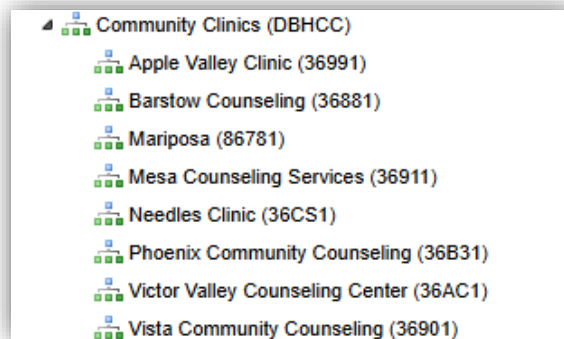 Community Clinics (DBHCC)
Apple Valley Clinic (36991)
Barstow Counseling (36881)
Mariposa (86781)
Mesa Counseling Services (36911)
Needles Clinic (36CS1)
Phoenix Community Counseling (36B31)
Victor Valley Counseling Center (36AC1)
Vista Community Counseling (36901)